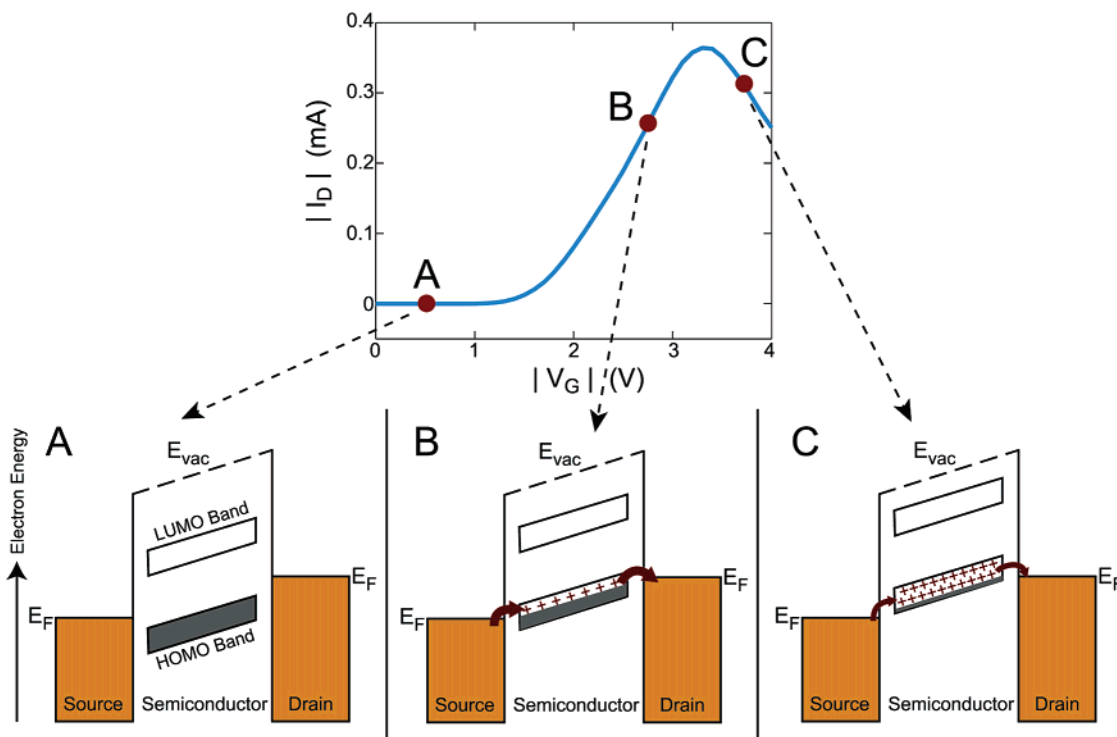 0.4
0.3
0.2
0.1
0
| I_D | (mA)
A
B
C
0 1 2 3 4
| V_G | (V)
Electron Energy
A
E_vac
LUMO Band
HOMO Band
E_F
E_F
Source Semiconductor Drain
B
E_vac
E_F
E_F
+ + + + + + + +
Source Semiconductor Drain
C
E_vac
E_F
E_F
Source Semiconductor Drain